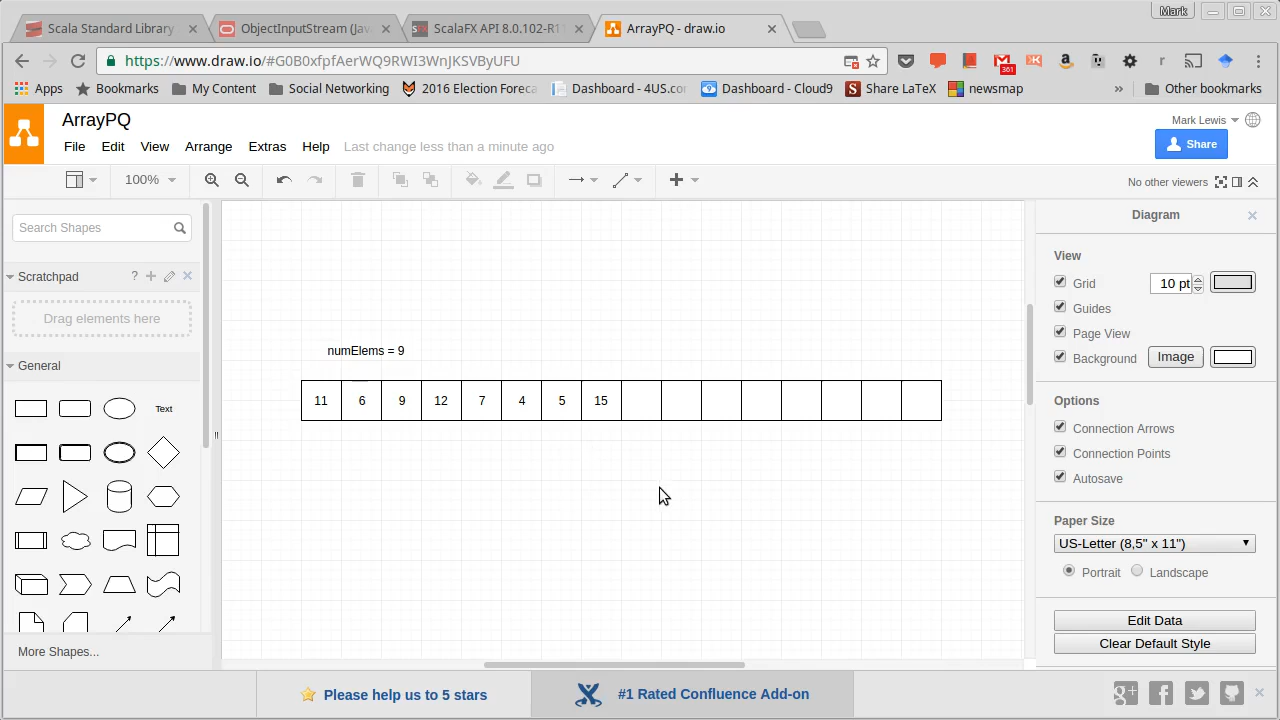 Mark
Scala Standard Library
ObjectInputStream (Jav
ScalaFX API 8.0.102-R11
ArrayPQ - draw.io
https://www.draw.io/#G0B0xfpfAerWQ9RWI3WnJKSVByUFU
361
Apps Bookmarks My Content Social Networking 2016 Election Foreca Dashboard - 4US.com Dashboard - Cloud9 Share LaTeX newsmap » Other bookmarks
ArrayPQ
Mark Lewis
File Edit View Arrange Extras Help Last change less than a minute ago
Share
100%
No other viewers
Search Shapes
Diagram
View
Scratchpad ?
Grid 10 pt
Drag elements here
Guides
Page View
numElems = 9
Background Image
General
11 6 9 12 7 4 5 15
Text
Options
Connection Arrows
Connection Points
Autosave
Paper Size
US-Letter (8,5" x 11")
Portrait Landscape
Edit Data
Clear Default Style
More Shapes...
Please help us to 5 stars
#1 Rated Confluence Add-on